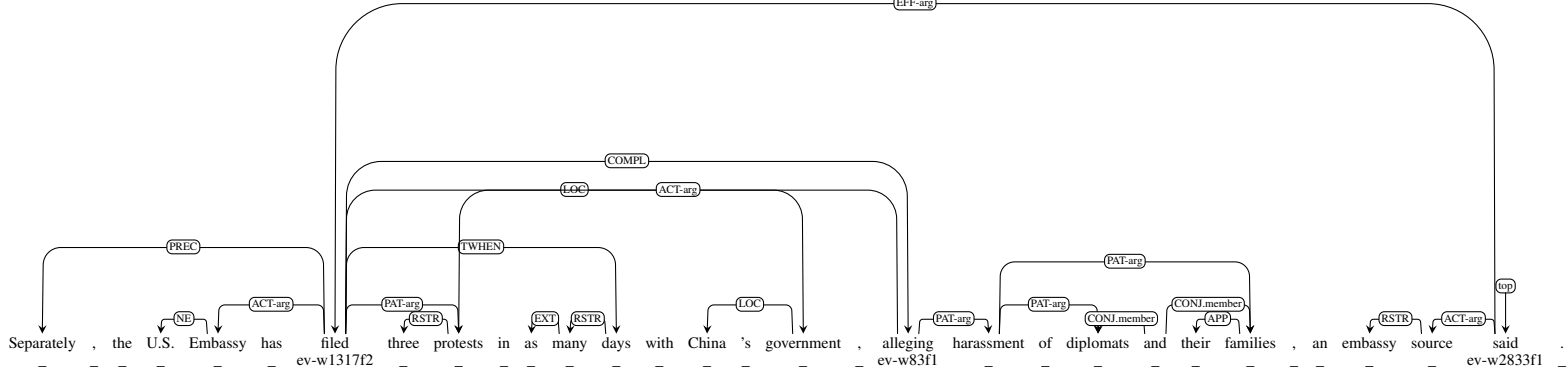 EFF-arg
COMPL
LOC ACT-arg
PREC TWHEN
PAT-arg
top
ACT-arg PAT-arg LOC PAT-arg CONJ.member
NE RSTR EXT RSTR PAT-arg CONJ.member APP RSTR ACT-arg
Separately , the U.S. Embassy has filed three protests in as many days with China 's government , alleging harassment of diplomats and their families , an embassy source said .
_ _ _ _ _ _ ev-w1317f2 _ _ _ _ _ _ _ _ _ _ _ ev-w83f1 _ _ _ _ _ _ _ _ _ _ ev-w2833f1 _